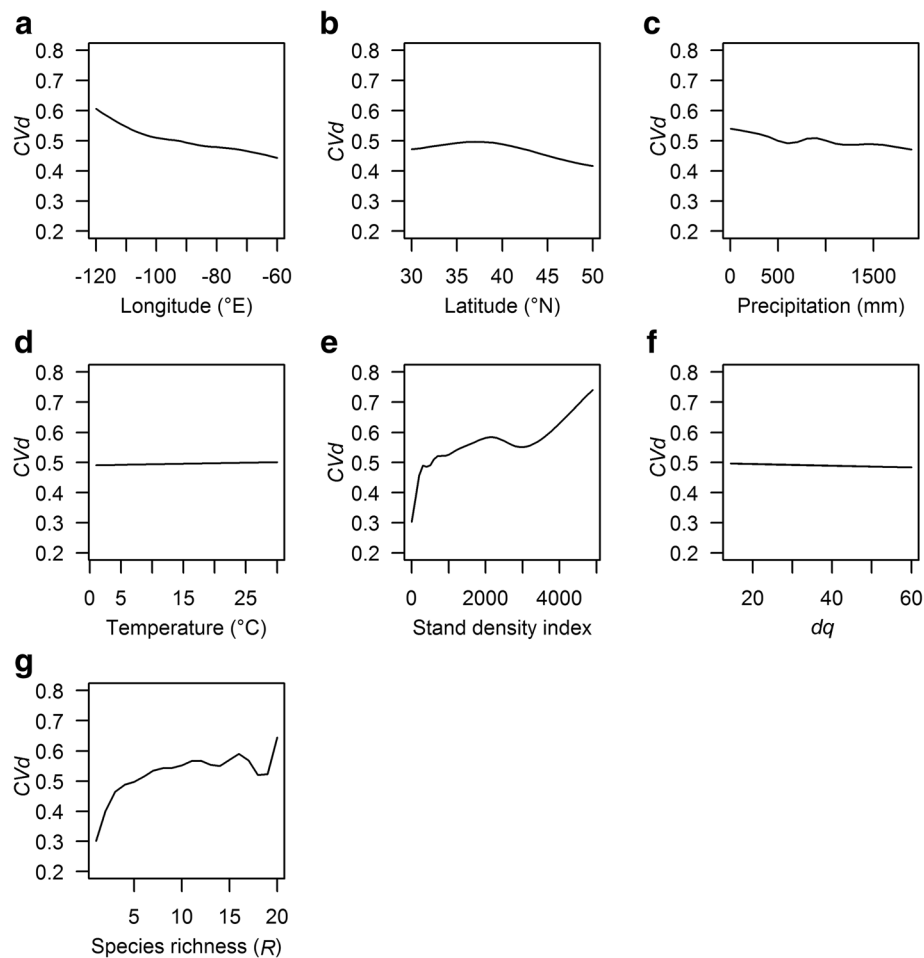 a
0.8
0.7
0.6
0.5
0.4
0.3
0.2
CVd
-120 -100 -80 -60
Longitude (°E)
b
0.8
0.7
0.6
0.5
0.4
0.3
0.2
CVd
30 35 40 45 50
Latitude (°N)
c
0.8
0.7
0.6
0.5
0.4
0.3
0.2
CVd
0 500 1500
Precipitation (mm)
d
0.8
0.7
0.6
0.5
0.4
0.3
0.2
CVd
0 5 15 25
Temperature (°C)
e
0.8
0.7
0.6
0.5
0.4
0.3
0.2
CVd
0 2000 4000
Stand density index
f
0.8
0.7
0.6
0.5
0.4
0.3
0.2
CVd
20 40 60
dq
g
0.8
0.7
0.6
0.5
0.4
0.3
0.2
CVd
5 10 15 20
Species richness (R)